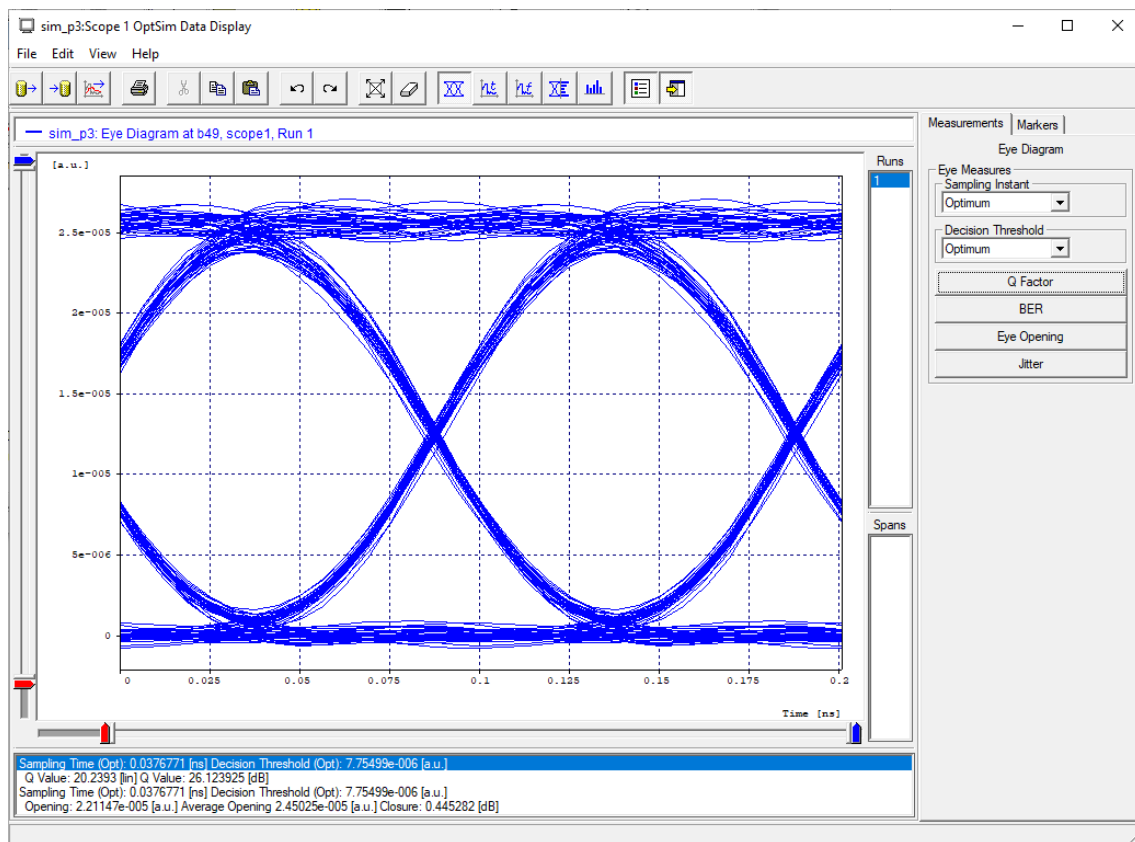 sim_p3:Scope 1 OptSim Data Display
File Edit View Help
sim_p3: Eye Diagram at b49, scope1, Run 1
[a.u.]
2.5e-005
2e-005
1.5e-005
1e-005
5e-006
0
0 0.025 0.05 0.075 0.1 0.125 0.15 0.175 0.2
Time [ns]
Runs
1
Spans
Measurements Markers
Eye Diagram
Eye Measures
Sampling Instant
Optimum
Decision Threshold
Optimum
Q Factor
BER
Eye Opening
Jitter
Sampling Time (Opt): 0.0376771 [ns] Decision Threshold (Opt): 7.75499e-006 [a.u.]
Q Value: 20.2393 [lin] Q Value: 26.123925 [dB]
Sampling Time (Opt): 0.0376771 [ns] Decision Threshold (Opt): 7.75499e-006 [a.u.]
Opening: 2.21147e-005 [a.u.] Average Opening 2.45025e-005 [a.u.] Closure: 0.445282 [dB]